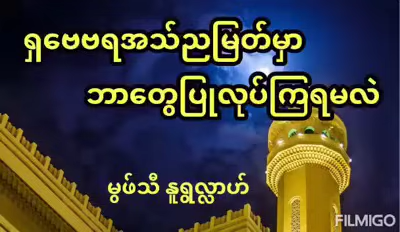 ရှဗေဗရအသ်ညမြတ်မှာ
ဘာတွေပြုလုပ်ကြရမလဲ
မွဖ်သီ နူရွလ္လာဟ်
FILMIGO